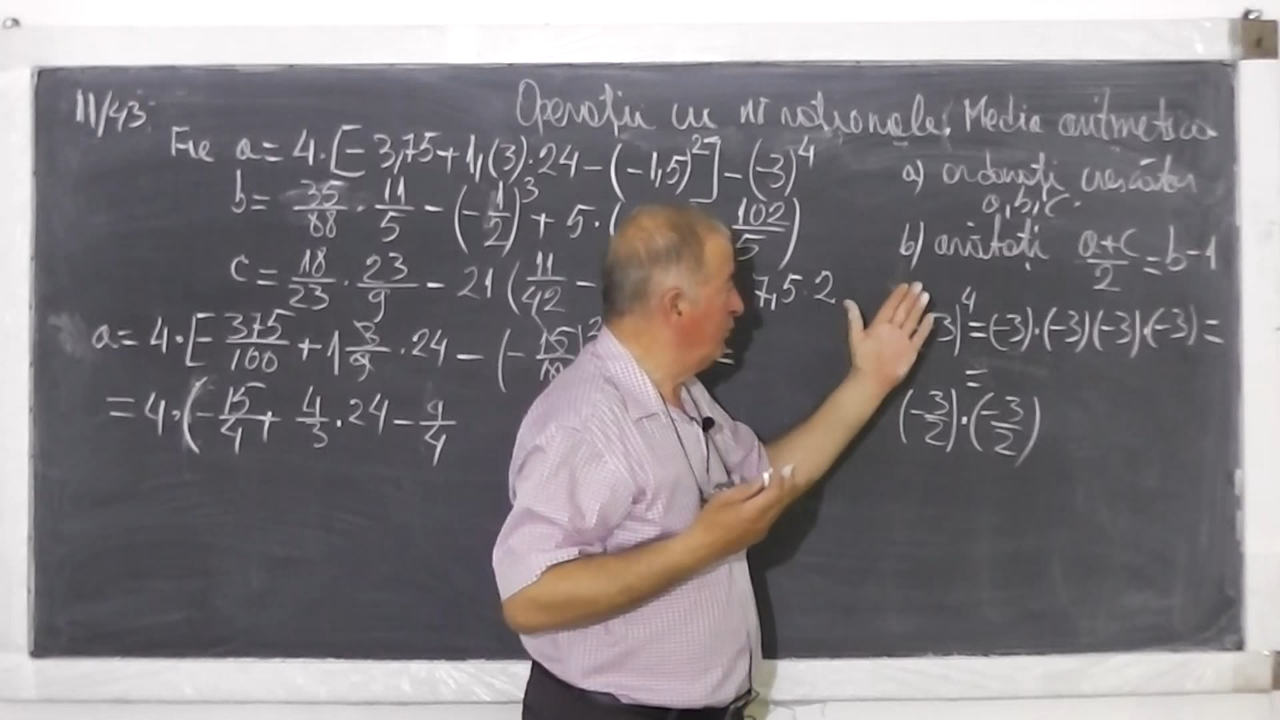 11/43
Operații cu nr raționale; Media aritmetica
Fie a = 4·[-3,75+1,(3)·24-(-1,5)²]-(-3)⁴
b = 35/88 · 11/5 - (-1/2)³ + 5·( 102/5)
c = 18/23 · 23/9 - 21(11/42 - 7,5·2
a) ordonați crescător
a,b,c.
b) arătați (a+c)/2 = b-1
a = 4·[-375/100 + 1 3/9 · 24 - (-15/10)² =
= 4·(-15/4 + 4/3 · 24 - 9/4
3)⁴ = (-3)·(-3)(-3)·(-3) =
=
(-3/2)·(-3/2)